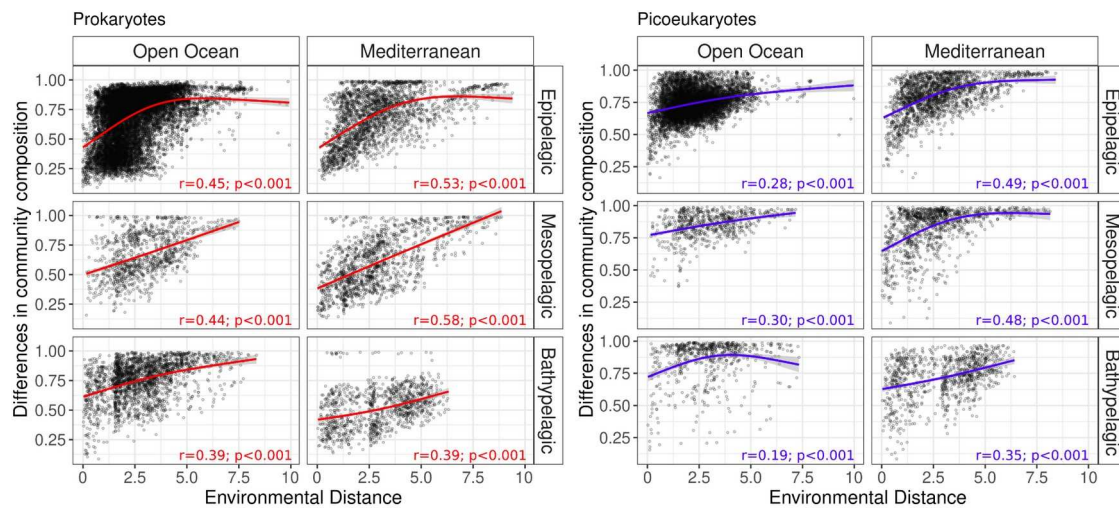 Prokaryotes
Open Ocean
Mediterranean
Differences in community composition
1.00
0.75
0.50
0.25
r=0.45; p<0.001
r=0.53; p<0.001
Epipelagic
1.00
0.75
0.50
0.25
r=0.44; p<0.001
r=0.58; p<0.001
Mesopelagic
1.00
0.75
0.50
0.25
r=0.39; p<0.001
r=0.39; p<0.001
Bathypelagic
0 2.5 5.0 7.5 10
0 2.5 5.0 7.5 10
Environmental Distance
Picoeukaryotes
Open Ocean
Mediterranean
Differences in community composition
1.00
0.75
0.50
0.25
r=0.28; p<0.001
r=0.49; p<0.001
Epipelagic
1.00
0.75
0.50
0.25
r=0.30; p<0.001
r=0.48; p<0.001
Mesopelagic
1.00
0.75
0.50
0.25
r=0.19; p<0.001
r=0.35; p<0.001
Bathypelagic
0 2.5 5.0 7.5 10
0 2.5 5.0 7.5 10
Environmental Distance